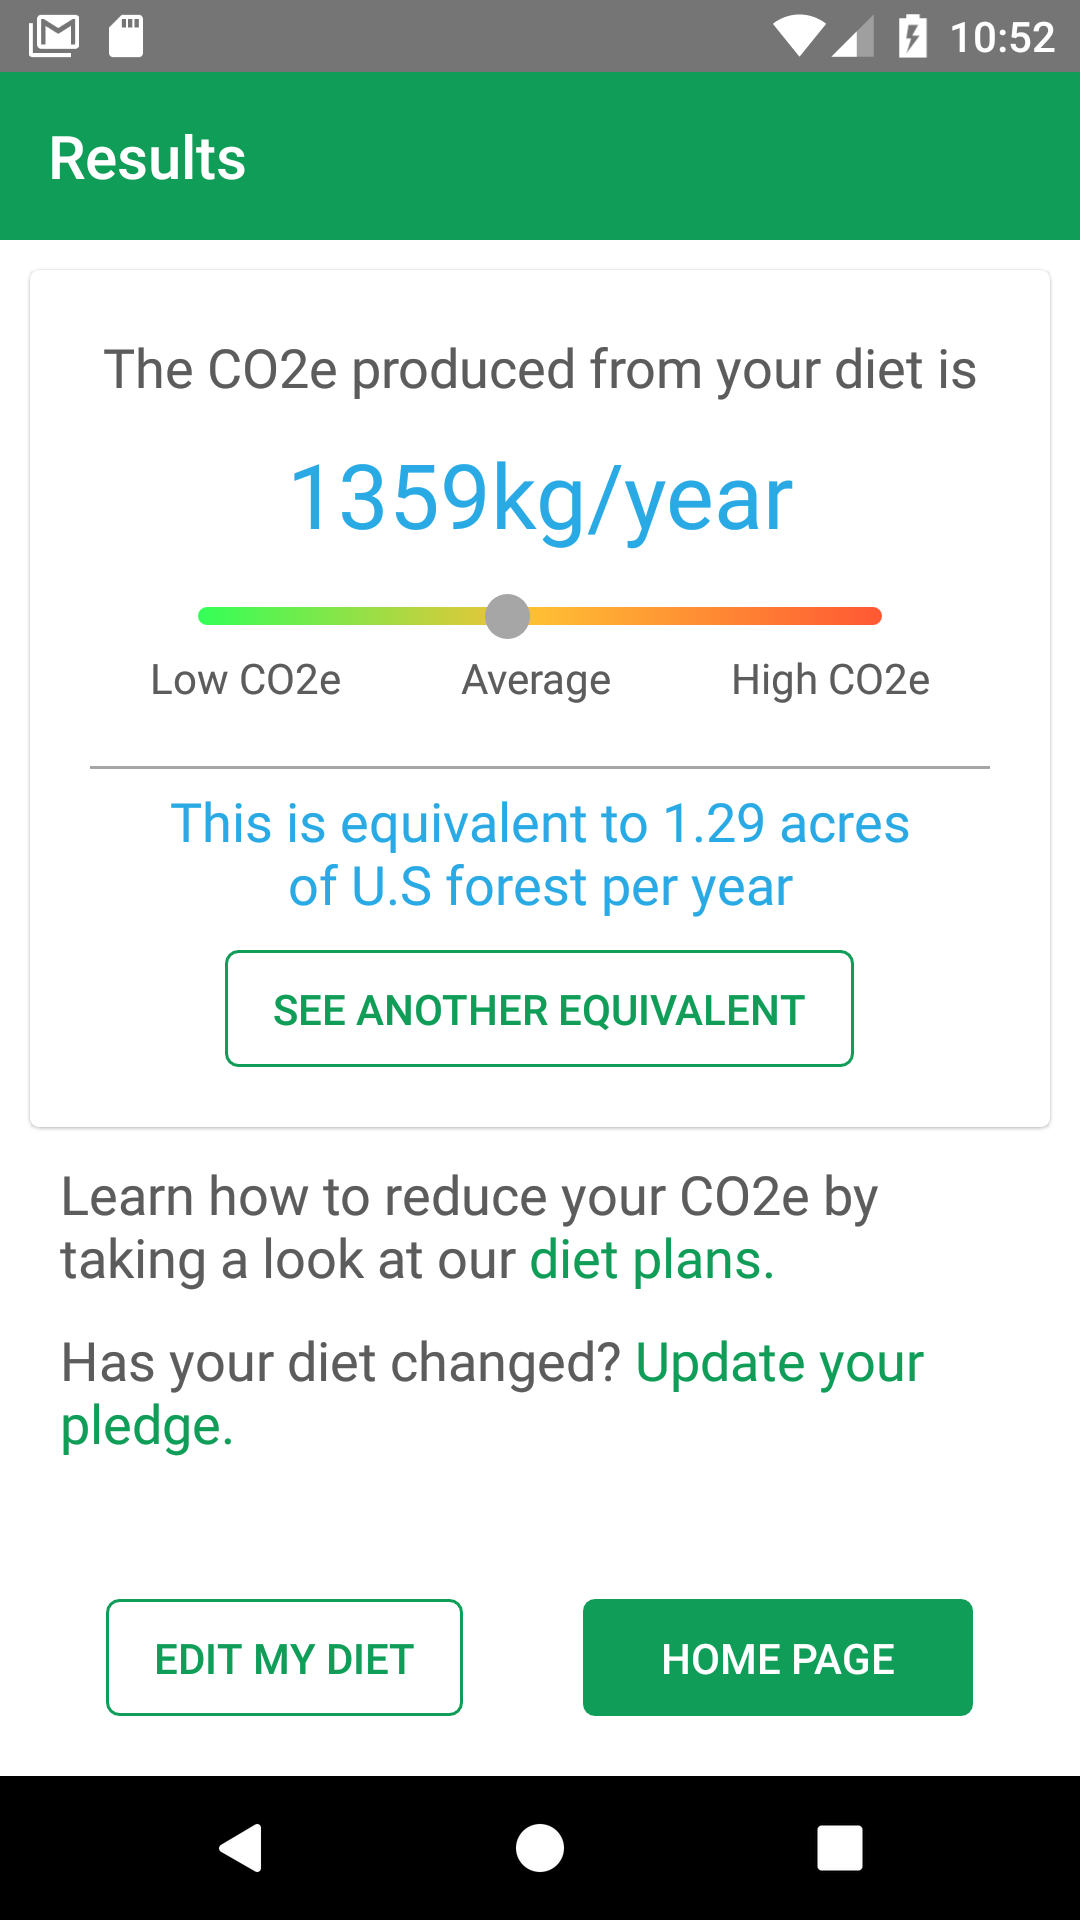 10:52
Results
The CO2e produced from your diet is
1359kg/year
Low CO2e Average High CO2e
This is equivalent to 1.29 acres
of U.S forest per year
SEE ANOTHER EQUIVALENT
Learn how to reduce your CO2e by
taking a look at our diet plans.
Has your diet changed? Update your
pledge.
EDIT MY DIET HOME PAGE